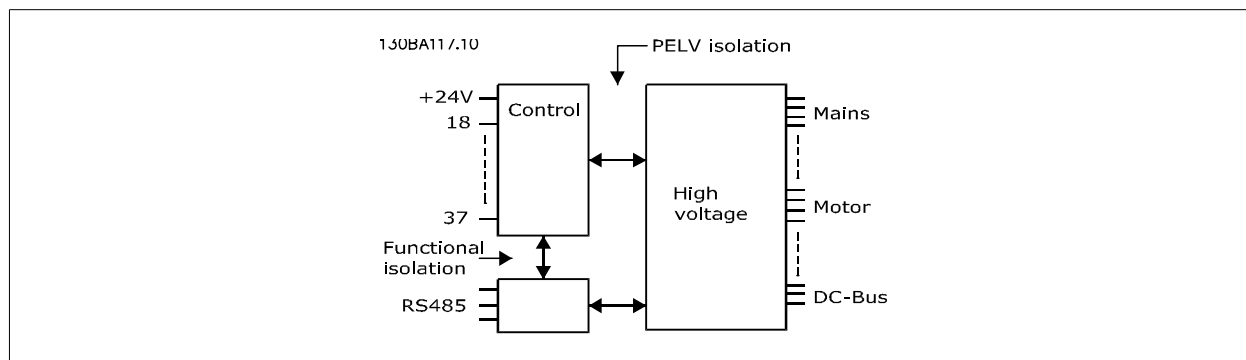 130BA117.10
PELV isolation
+24V
Control
18
37
High
voltage
Mains
Motor
DC-Bus
Functional
isolation
RS485